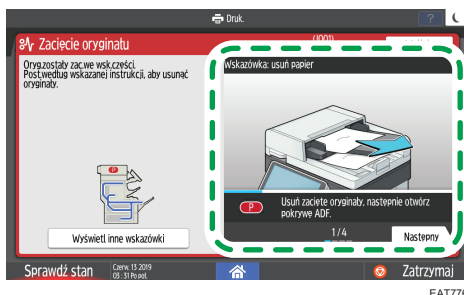 Druk.
?
Zacięcie oryginału
(J001)
Oryg.zostały zac.we wsk.części.
Post.według wskazanej instrukcji, aby usunąć
oryginały.
P
Wyświetl inne wskazówki
Wskazówka: usuń papier
P
Usuń zacięte oryginały, następnie otwórz
pokrywę ADF.
1/4
Następny
Sprawdź stan
Czerw. 13 2019
03 : 31 Po poł.
Zatrzymaj
EAT776